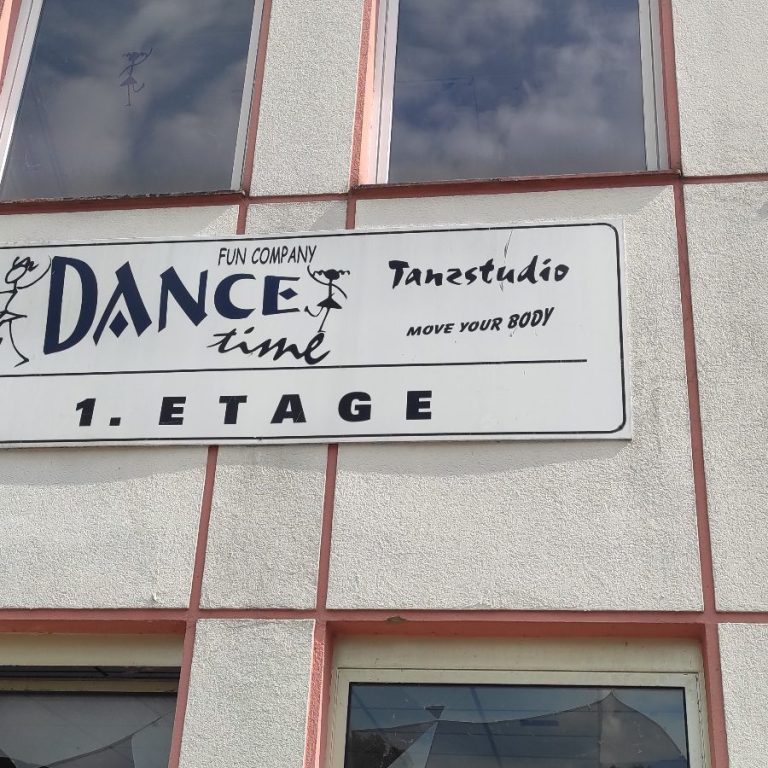 FUN COMPANY
DANCE
time
Tanzstudio
MOVE YOUR BODY
1. ETAGE